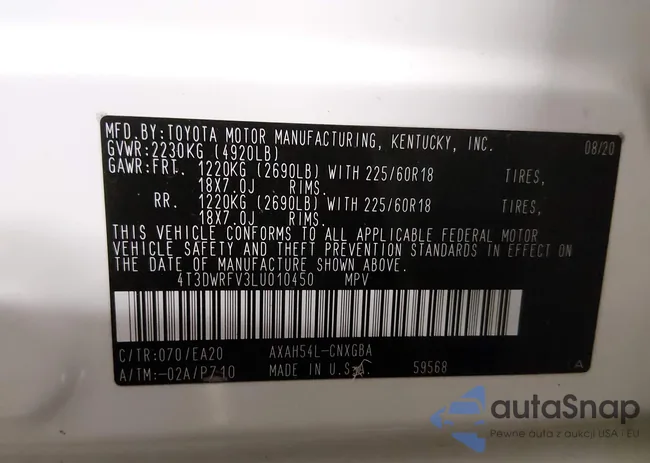 MFD.BY:TOYOTA MOTOR MANUFACTURING, KENTUCKY, INC. 08/20
GVWR:2230KG (4920LB)
GAWR:FRT. 1220KG (2690LB) WITH 225/60R18 TIRES,
18X7.0J RIMS.
RR. 1220KG (2690LB) WITH 225/60R18 TIRES,
18X7.0J RIMS.
THIS VEHICLE CONFORMS TO ALL APPLICABLE FEDERAL MOTOR
VEHICLE SAFETY AND THEFT PREVENTION STANDARDS IN EFFECT ON
THE DATE OF MANUFACTURE SHOWN ABOVE.
4T3DWRFV3LU010450 MPV
C/TR:070/EA20 AXAH54L-CNXGBA
A/TM:-02A/P710 MADE IN U.S.A. 59568 A
autaSnap
Pewne auta z aukcji USA i EU